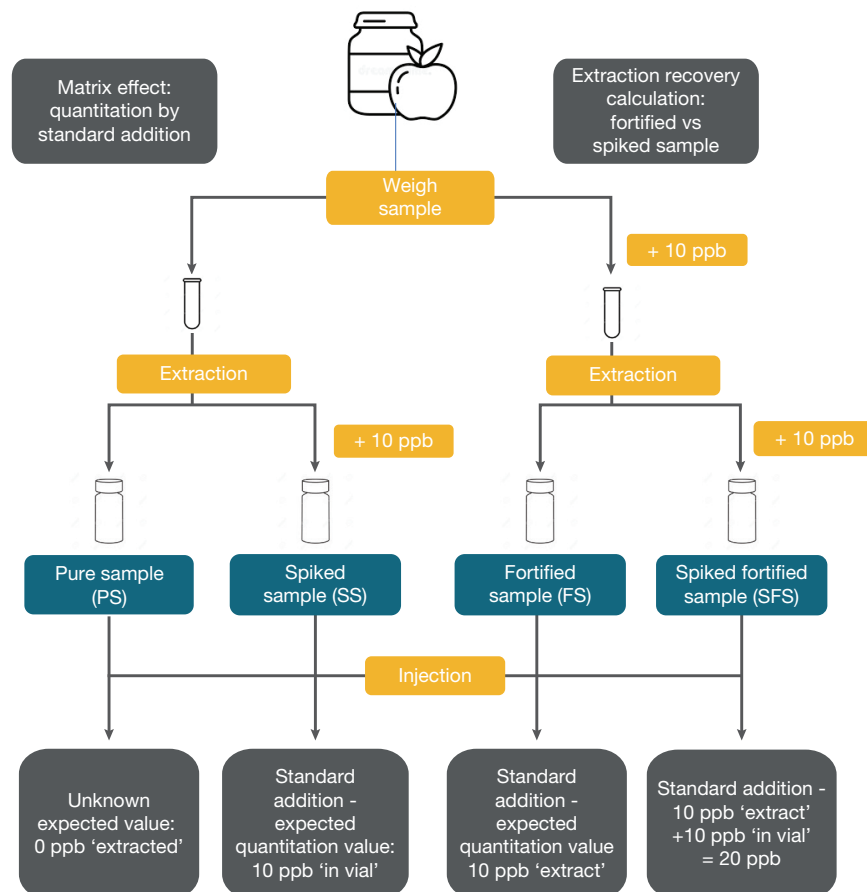 Matrix effect:
quantitation by
standard addition
Extraction recovery
calculation:
fortified vs
spiked sample
Weigh
sample
+ 10 ppb
Extraction
Extraction
+ 10 ppb
+ 10 ppb
Pure sample
(PS)
Spiked
sample (SS)
Fortified
sample (FS)
Spiked fortified
sample (SFS)
Injection
Unknown
expected value:
0 ppb ‘extracted’
Standard
addition -
expected
quantitation value:
10 ppb ‘in vial’
Standard
addition -
expected
quantitation value
10 ppb ‘extract’
Standard addition -
10 ppb ‘extract’
+10 ppb ‘in vial’
= 20 ppb